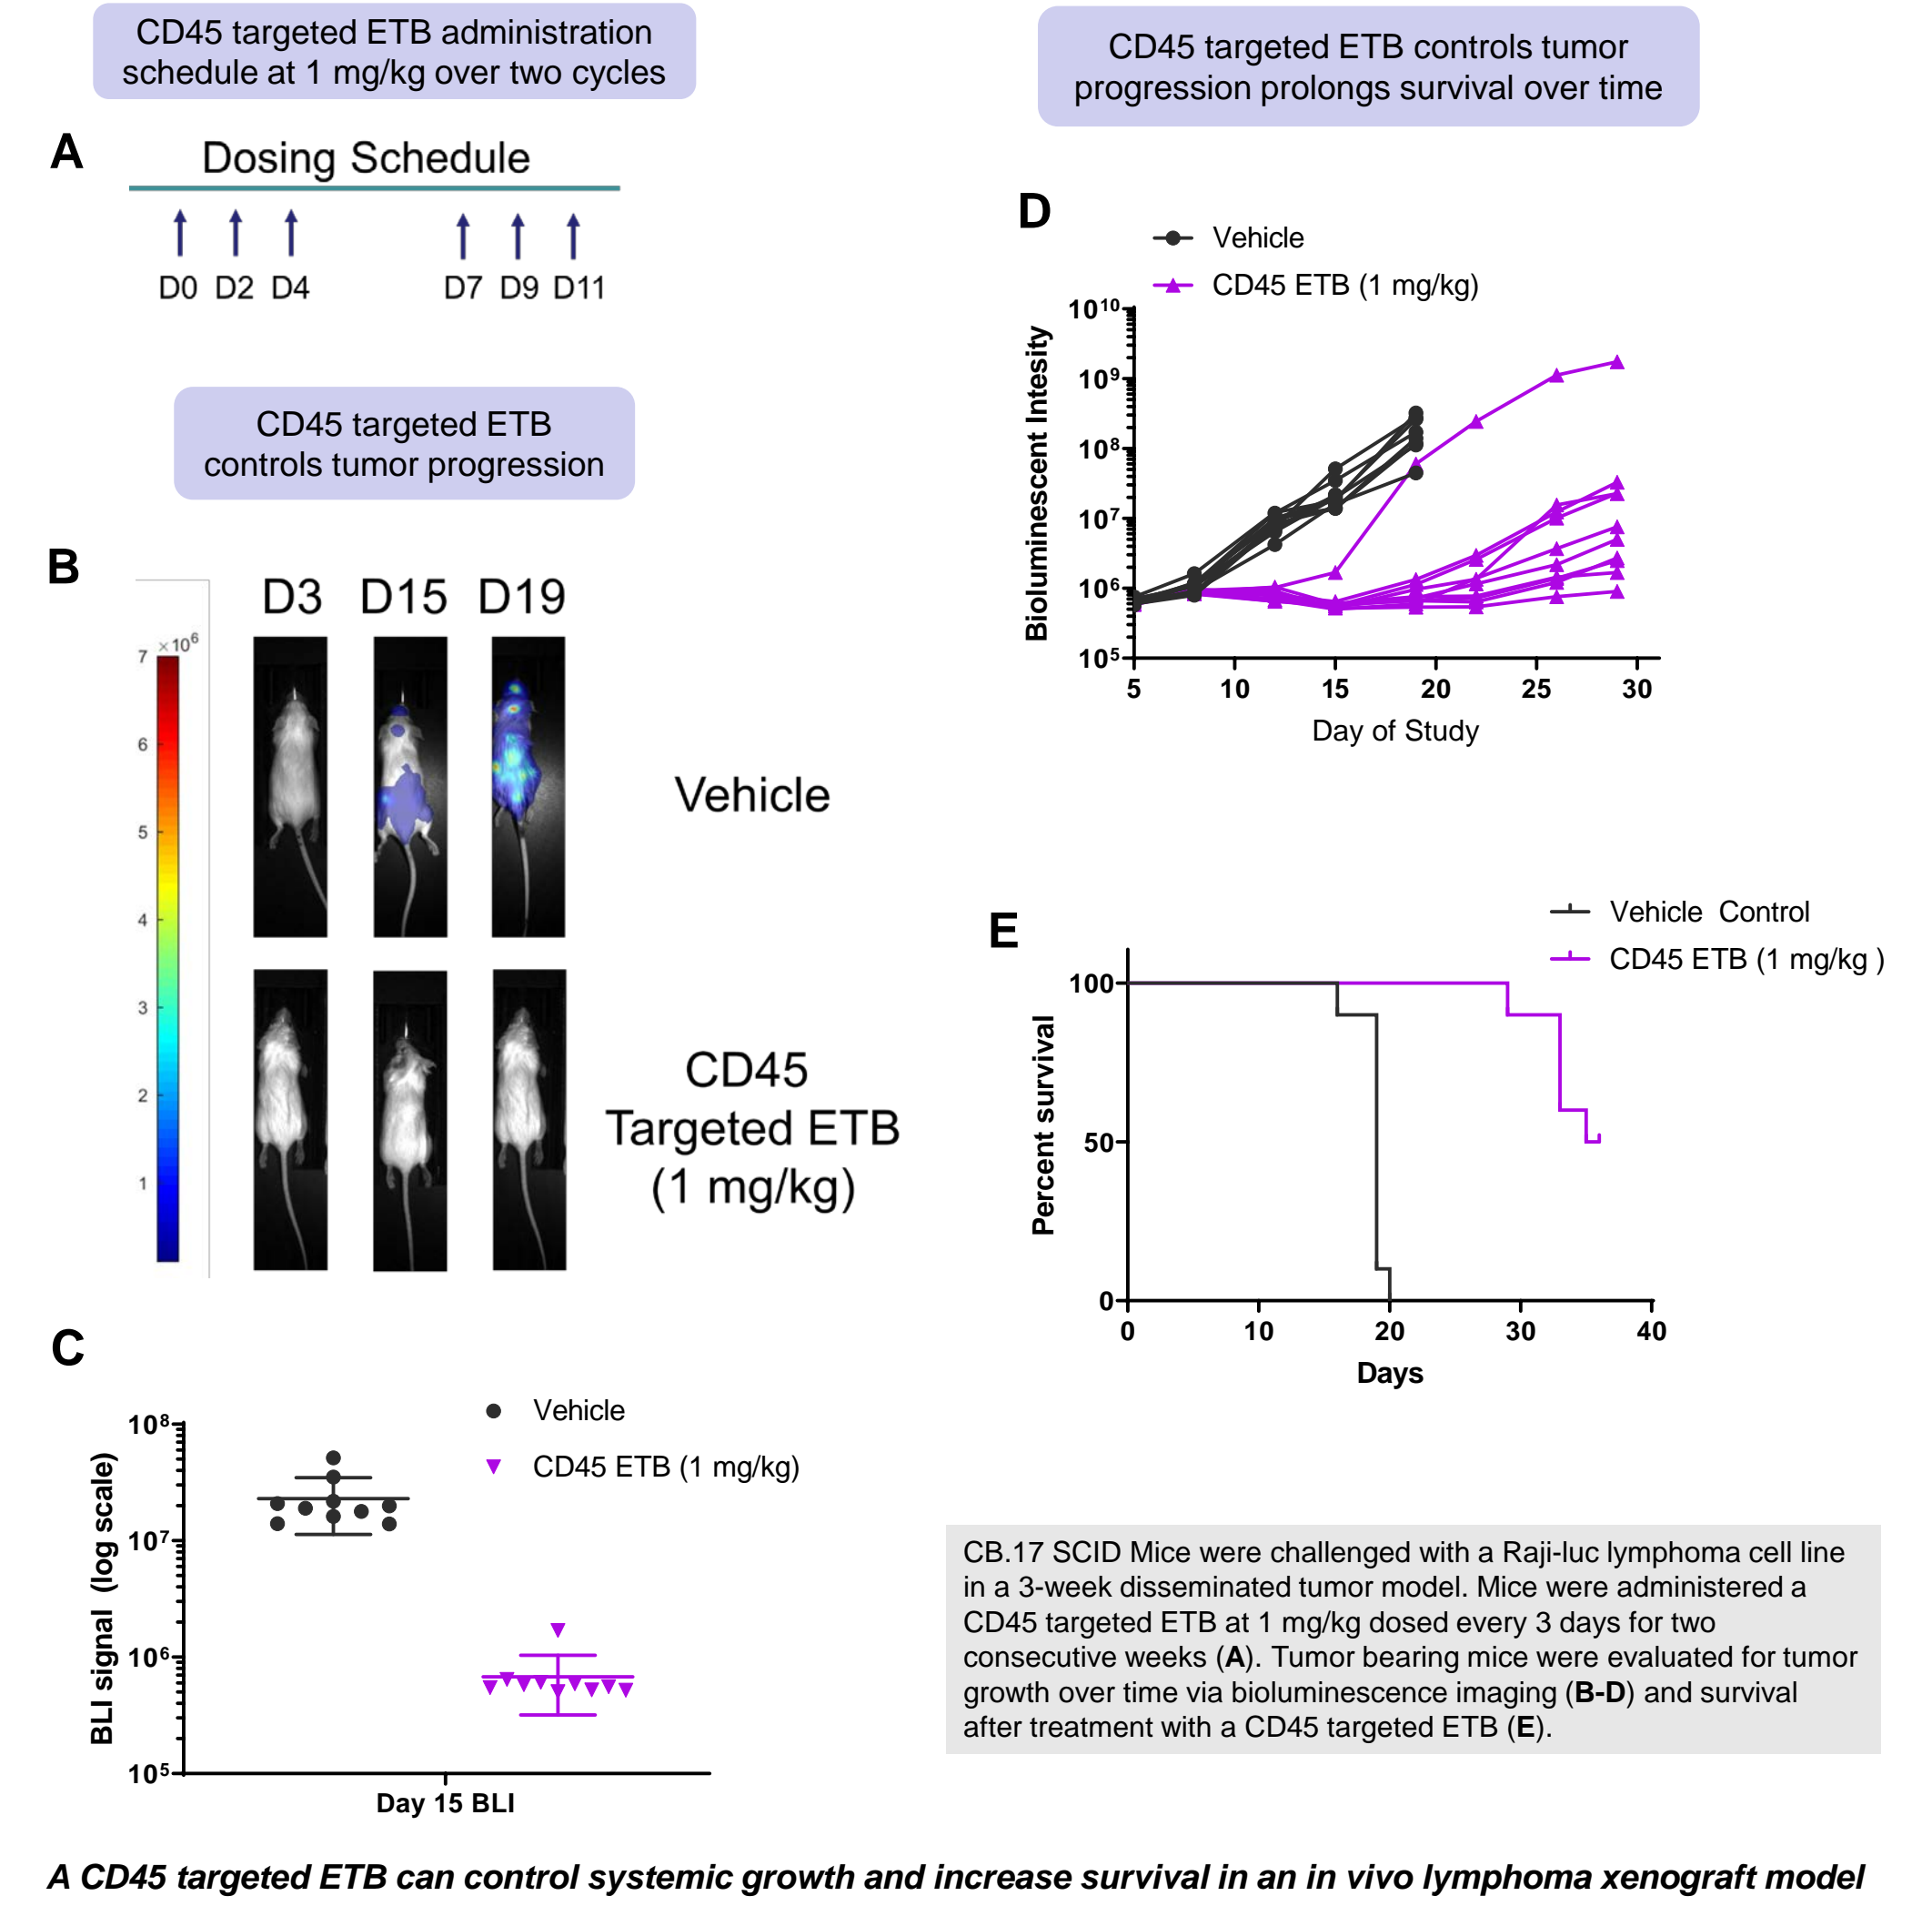 CD45 targeted ETB administration
schedule at 1 mg/kg over two cycles
A
Dosing Schedule
D0 D2 D4 D7 D9 D11
CD45 targeted ETB
controls tumor progression
B
D3 D15 D19
×10⁶
7
6
5
4
3
2
1
Vehicle
CD45
Targeted ETB
(1 mg/kg)
C
Vehicle
CD45 ETB (1 mg/kg)
BLI signal (log scale)
10⁸
10⁷
10⁶
10⁵
Day 15 BLI
CD45 targeted ETB controls tumor
progression prolongs survival over time
D
Vehicle
CD45 ETB (1 mg/kg)
Bioluminescent Intesity
10¹⁰
10⁹
10⁸
10⁷
10⁶
10⁵
5 10 15 20 25 30
Day of Study
E
Vehicle Control
CD45 ETB (1 mg/kg )
Percent survival
100
50
0
0 10 20 30 40
Days
CB.17 SCID Mice were challenged with a Raji-luc lymphoma cell line
in a 3-week disseminated tumor model. Mice were administered a
CD45 targeted ETB at 1 mg/kg dosed every 3 days for two
consecutive weeks (A). Tumor bearing mice were evaluated for tumor
growth over time via bioluminescence imaging (B-D) and survival
after treatment with a CD45 targeted ETB (E).
A CD45 targeted ETB can control systemic growth and increase survival in an in vivo lymphoma xenograft model